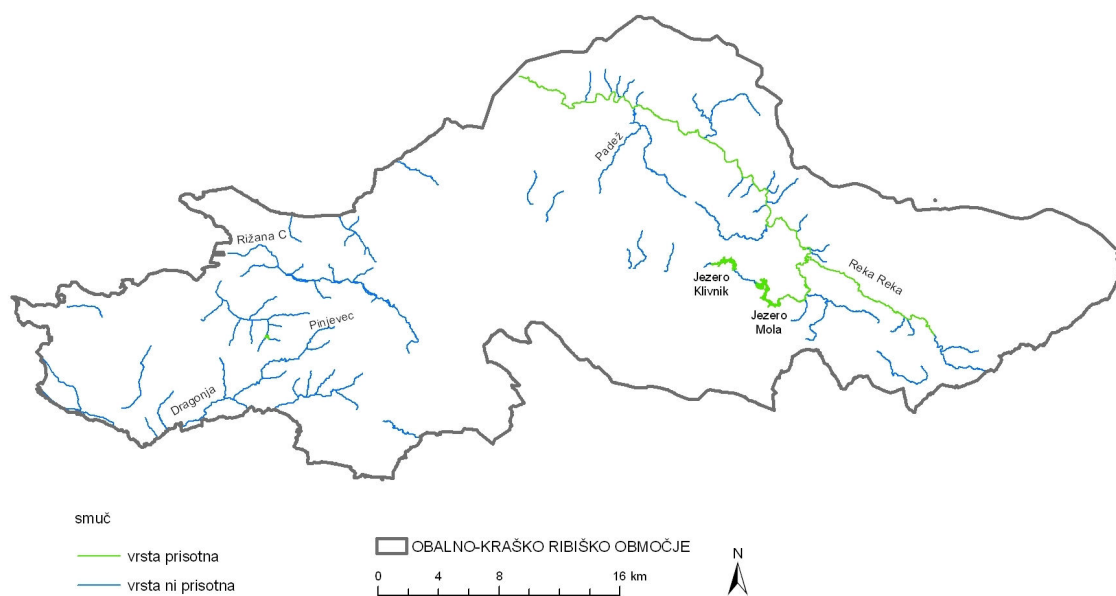 Padež
Rižana C
Reka Reka
Jezero
Klivnik
Jezero
Mola
Pinjevec
Dragonja
smuč
vrsta prisotna
vrsta ni prisotna
OBALNO-KRAŠKO RIBIŠKO OBMOČJE
0 4 8 12 16 km
N